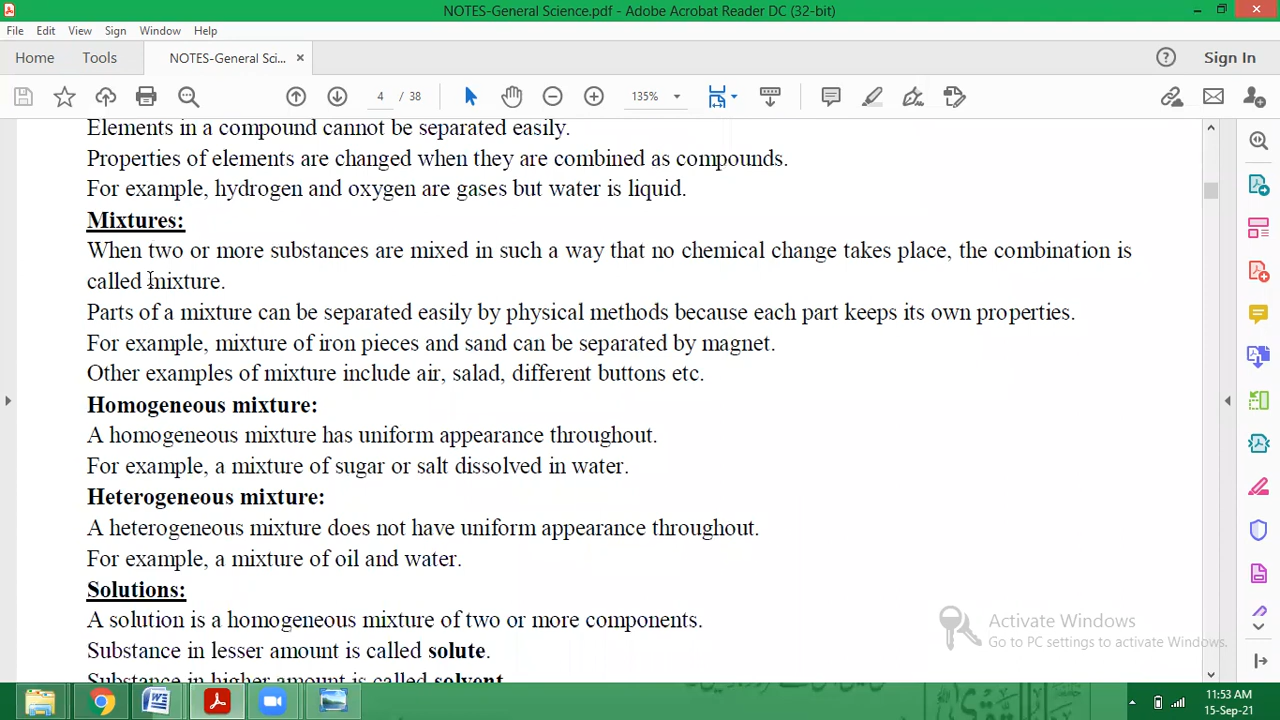 NOTES-General Science.pdf - Adobe Acrobat Reader DC (32-bit)
File Edit View Sign Window Help
Home Tools NOTES-General Sci... × Sign In
4 / 38 135%
Elements in a compound cannot be separated easily.
Properties of elements are changed when they are combined as compounds.
For example, hydrogen and oxygen are gases but water is liquid.
Mixtures:
When two or more substances are mixed in such a way that no chemical change takes place, the combination is
called mixture.
Parts of a mixture can be separated easily by physical methods because each part keeps its own properties.
For example, mixture of iron pieces and sand can be separated by magnet.
Other examples of mixture include air, salad, different buttons etc.
Homogeneous mixture:
A homogeneous mixture has uniform appearance throughout.
For example, a mixture of sugar or salt dissolved in water.
Heterogeneous mixture:
A heterogeneous mixture does not have uniform appearance throughout.
For example, a mixture of oil and water.
Solutions:
A solution is a homogeneous mixture of two or more components.
Substance in lesser amount is called solute.
Substance in higher amount is called solvent.
Activate Windows
Go to PC settings to activate Windows.
11:53 AM
15-Sep-21